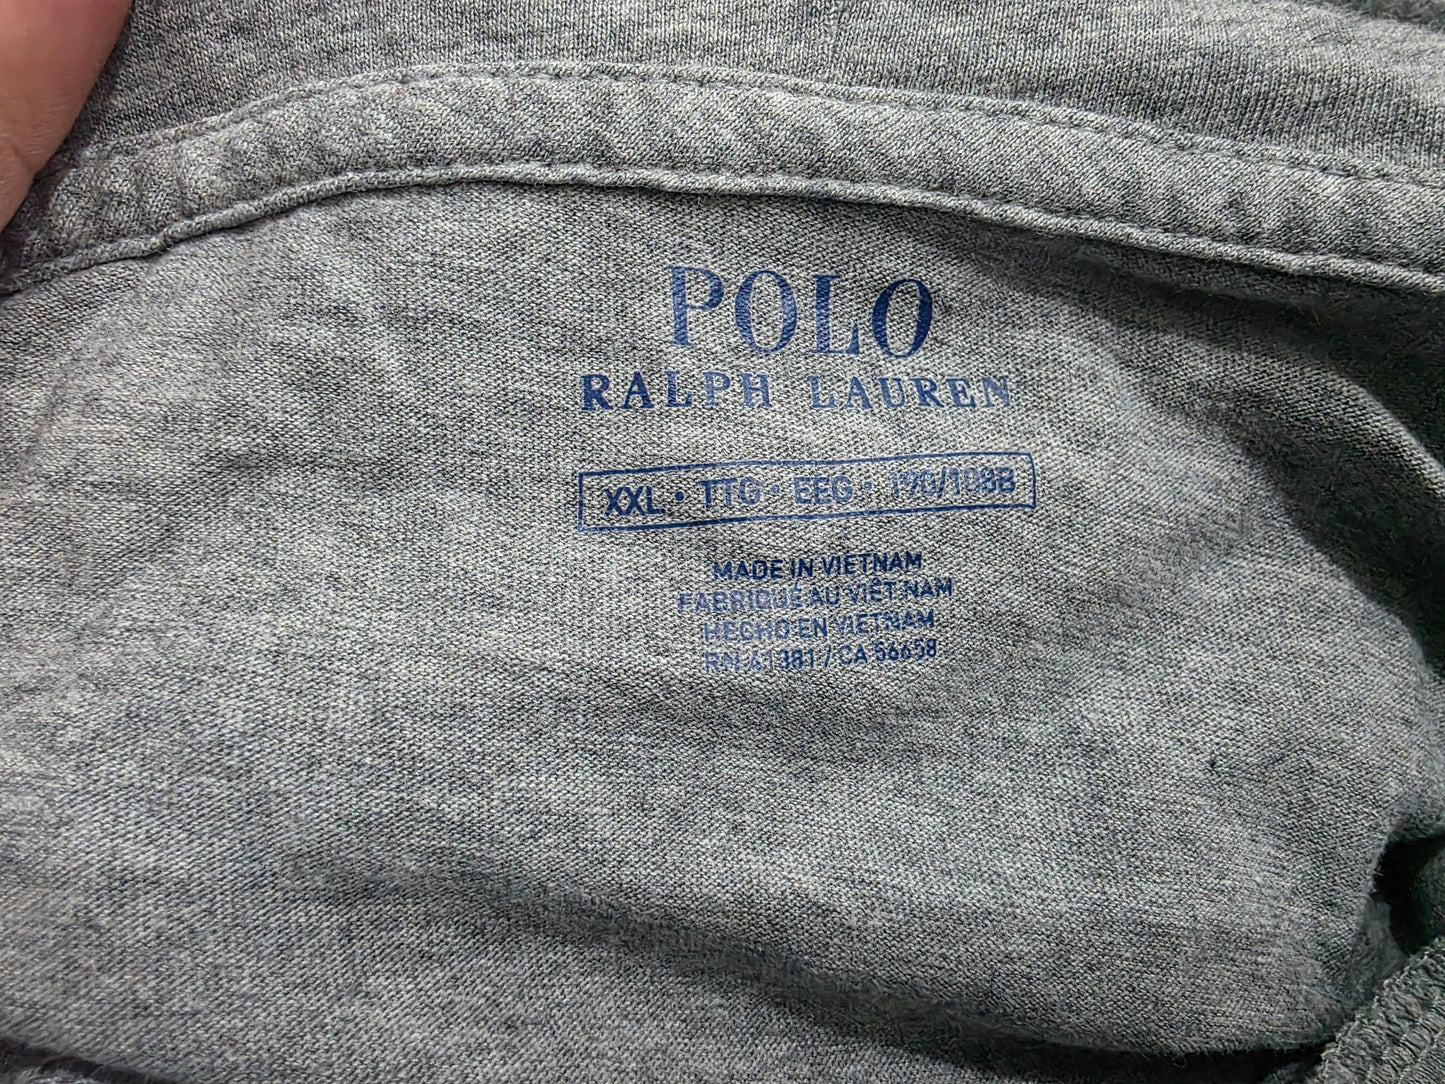 POLO
RALPH LAUREN
XXL • TTG • EEG • 190/108B
MADE IN VIETNAM
FABRIQUÉ AU VIÊT NAM
HECHO EN VIETNAM
RN 41381 / CA 56658